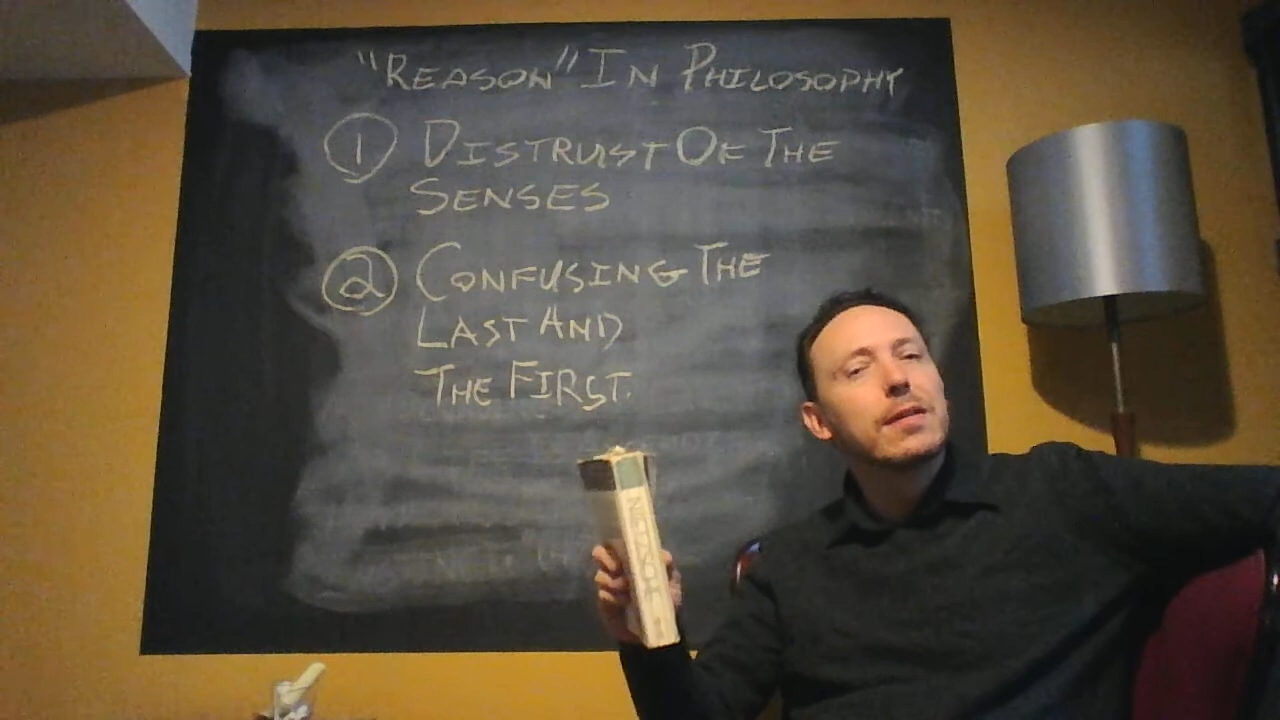 "REASON" IN PHILOSOPHY
① DISTRUST OF THE
SENSES
② CONFUSING THE
LAST AND
THE FIRST.